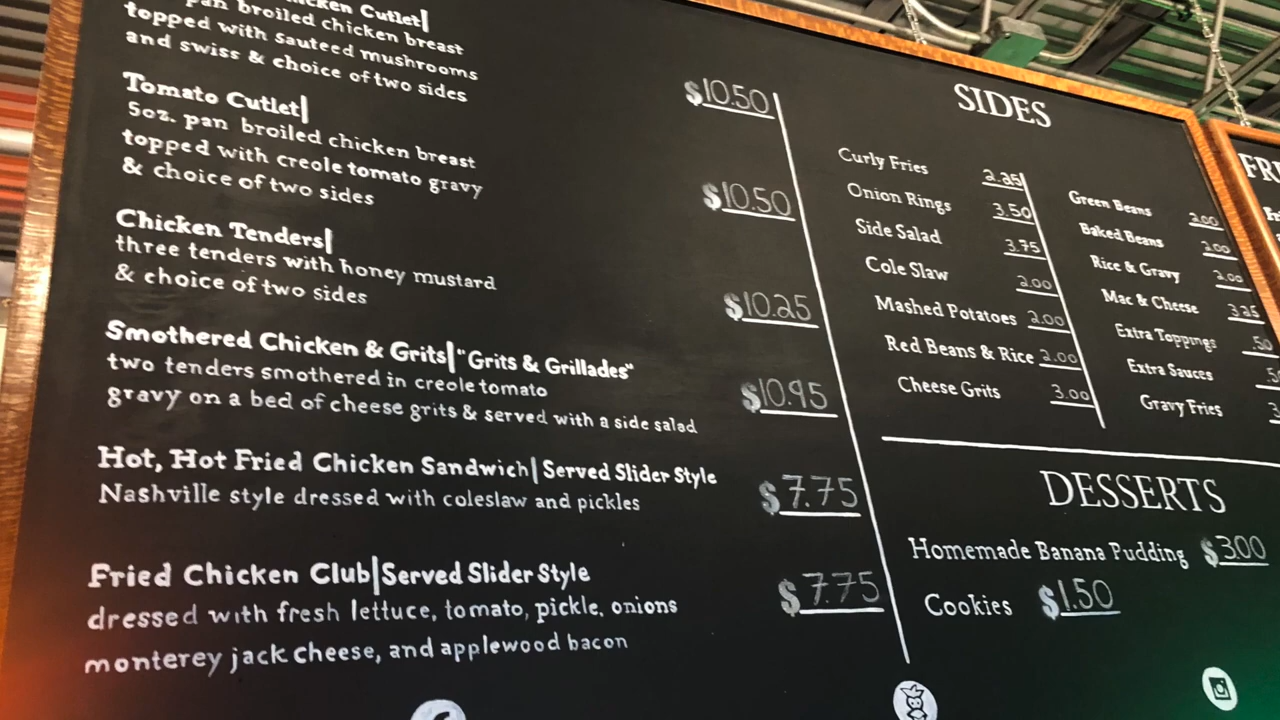 Cutlet|
pan broiled chicken breast
topped with sauteed mushrooms
and swiss & choice of two sides
$10.50
Tomato Cutlet|
5oz. pan broiled chicken breast
topped with creole tomato gravy
& choice of two sides
$10.50
Chicken Tenders|
three tenders with honey mustard
& choice of two sides
$10.25
Smothered Chicken & Grits| "Grits & Grillades"
two tenders smothered in creole tomato
gravy on a bed of cheese grits & served with a side salad
$10.95
Hot, Hot Fried Chicken Sandwich| Served Slider Style
Nashville style dressed with coleslaw and pickles
$7.75
Fried Chicken Club| Served Slider Style
dressed with fresh lettuce, tomato, pickle, onions
monterey jack cheese, and applewood bacon
$7.75
SIDES
Curly Fries 2.25
Onion Rings 3.50
Side Salad 3.75
Cole Slaw 2.00
Mashed Potatoes 2.00
Red Beans & Rice 2.00
Cheese Grits 3.00
Green Beans 2.00
Baked Beans 2.00
Rice & Gravy 2.00
Mac & Cheese 3.25
Extra Toppings .50
Extra Sauces
Gravy Fries
DESSERTS
Homemade Banana Pudding $3.00
Cookies $1.50